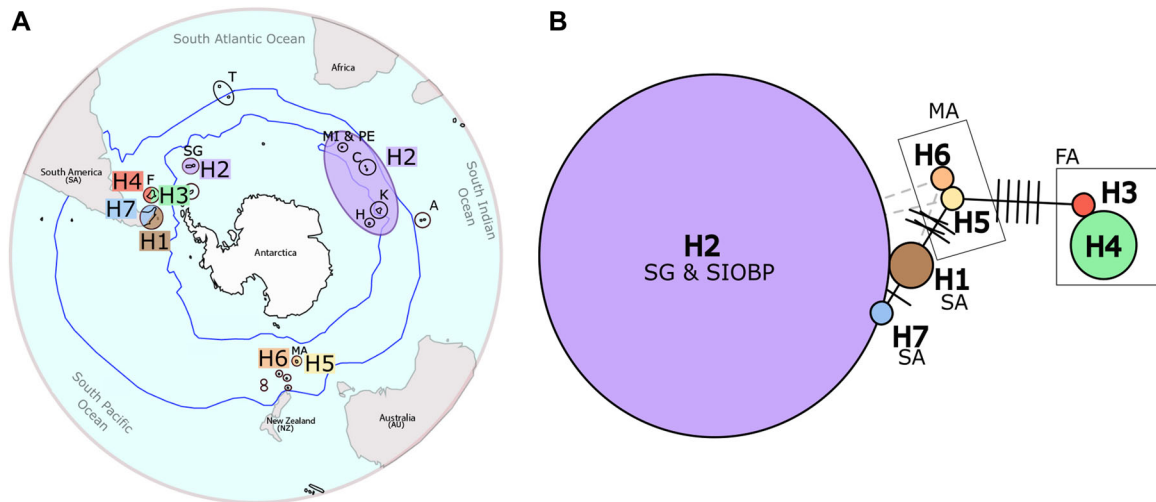 A
South Atlantic Ocean
Africa
T
MI & PE
SG
H2
C
H2
South America
(SA)
H4
F
H3
K
South Indian
Ocean
H7
H
A
H1
Antarctica
MA
H6
H5
South Pacific
Ocean
New Zealand
(NZ)
Australia
(AU)
B
MA
H6
FA
H3
H5
H2
SG & SIOBP
H4
H1
SA
H7
SA